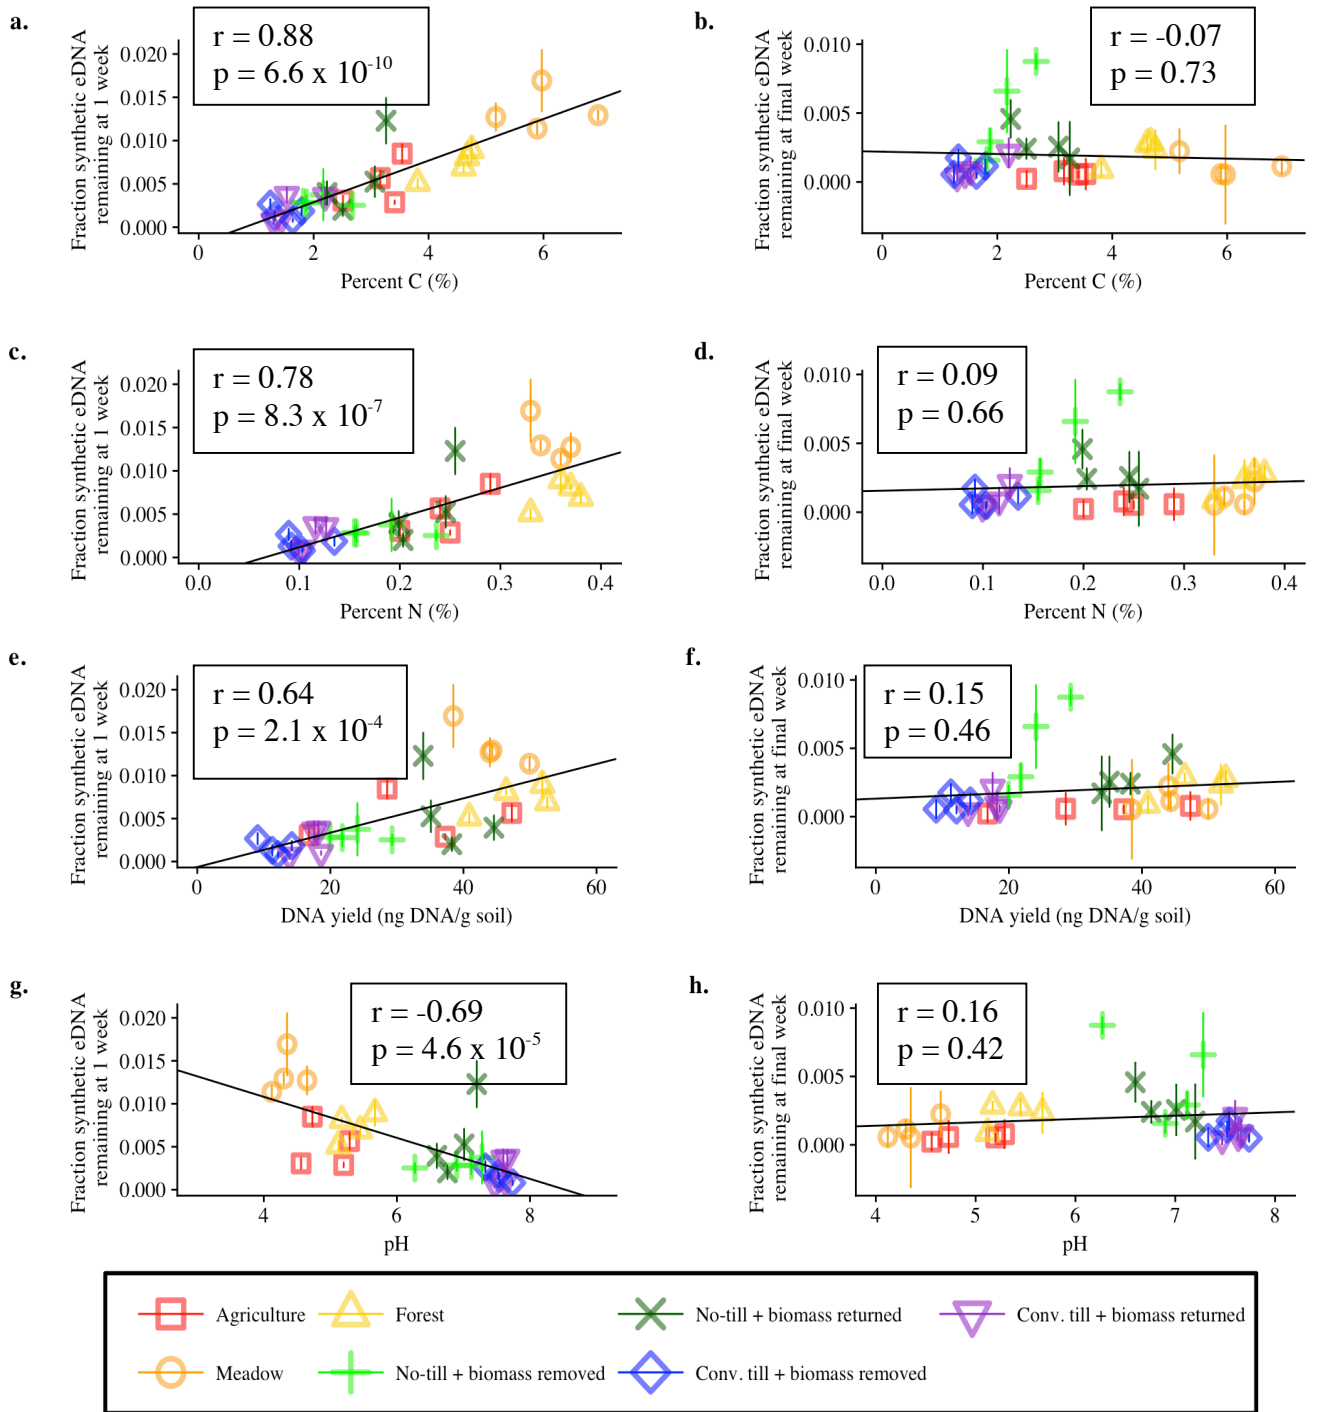 a.
r = 0.88
p = 6.6 x 10-10
Fraction synthetic eDNA
remaining at 1 week
0.020
0.015
0.010
0.005
0.000
0 2 4 6
Percent C (%)
b.
r = -0.07
p = 0.73
Fraction synthetic eDNA
remaining at final week
0.010
0.005
0.000
0 2 4 6
Percent C (%)
c.
r = 0.78
p = 8.3 x 10-7
Fraction synthetic eDNA
remaining at 1 week
0.020
0.015
0.010
0.005
0.000
0.0 0.1 0.2 0.3 0.4
Percent N (%)
d.
r = 0.09
p = 0.66
Fraction synthetic eDNA
remaining at final week
0.010
0.005
0.000
0.0 0.1 0.2 0.3 0.4
Percent N (%)
e.
r = 0.64
p = 2.1 x 10-4
Fraction synthetic eDNA
remaining at 1 week
0.020
0.015
0.010
0.005
0.000
0 20 40 60
DNA yield (ng DNA/g soil)
f.
r = 0.15
p = 0.46
Fraction synthetic eDNA
remaining at final week
0.010
0.005
0.000
0 20 40 60
DNA yield (ng DNA/g soil)
g.
r = -0.69
p = 4.6 x 10-5
Fraction synthetic eDNA
remaining at 1 week
0.020
0.015
0.010
0.005
0.000
4 6 8
pH
h.
r = 0.16
p = 0.42
Fraction synthetic eDNA
remaining at final week
0.010
0.005
0.000
4 5 6 7 8
pH
Agriculture Forest No-till + biomass returned Conv. till + biomass returned
Meadow No-till + biomass removed Conv. till + biomass removed